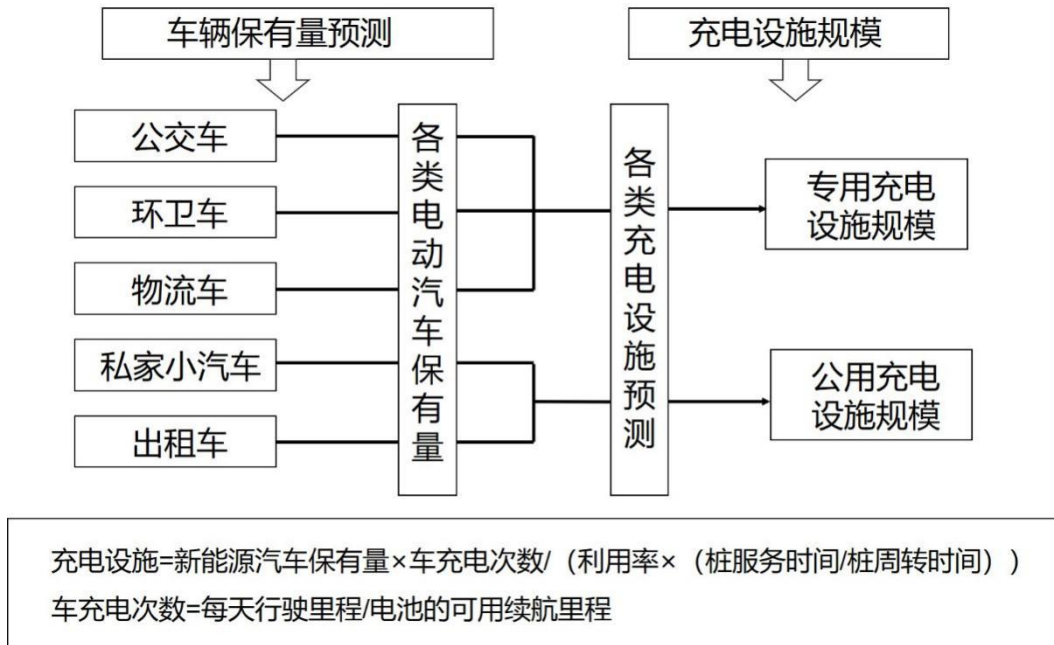 车辆保有量预测
充电设施规模
公交车
环卫车
物流车
私家小汽车
出租车
各类电动汽车保有量
各类充电设施预测
专用充电
设施规模
公用充电
设施规模
充电设施=新能源汽车保有量×车充电次数/（利用率×（桩服务时间/桩周转时间））
车充电次数=每天行驶里程/电池的可用续航里程